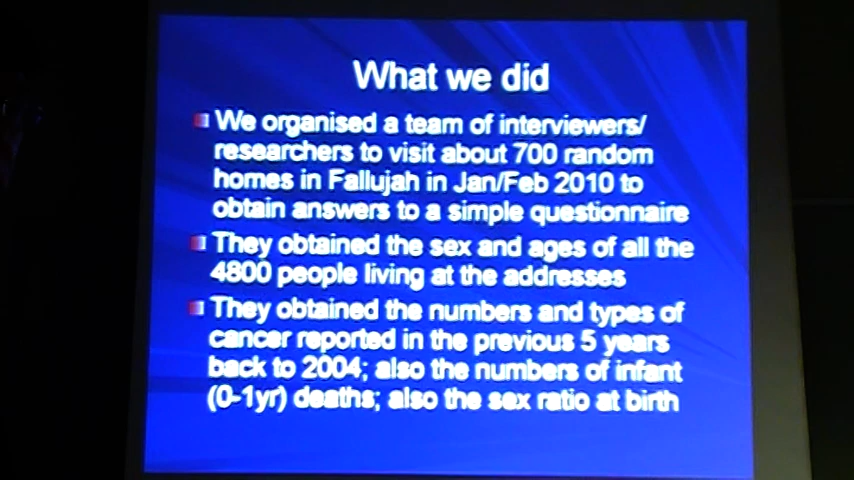 What we did
We organised a team of interviewers/
researchers to visit about 700 random
homes in Fallujah in Jan/Feb 2010 to
obtain answers to a simple questionnaire
They obtained the sex and ages of all the
4800 people living at the addresses
They obtained the numbers and types of
cancer reported in the previous 5 years
back to 2004; also the numbers of infant
(0-1yr) deaths; also the sex ratio at birth